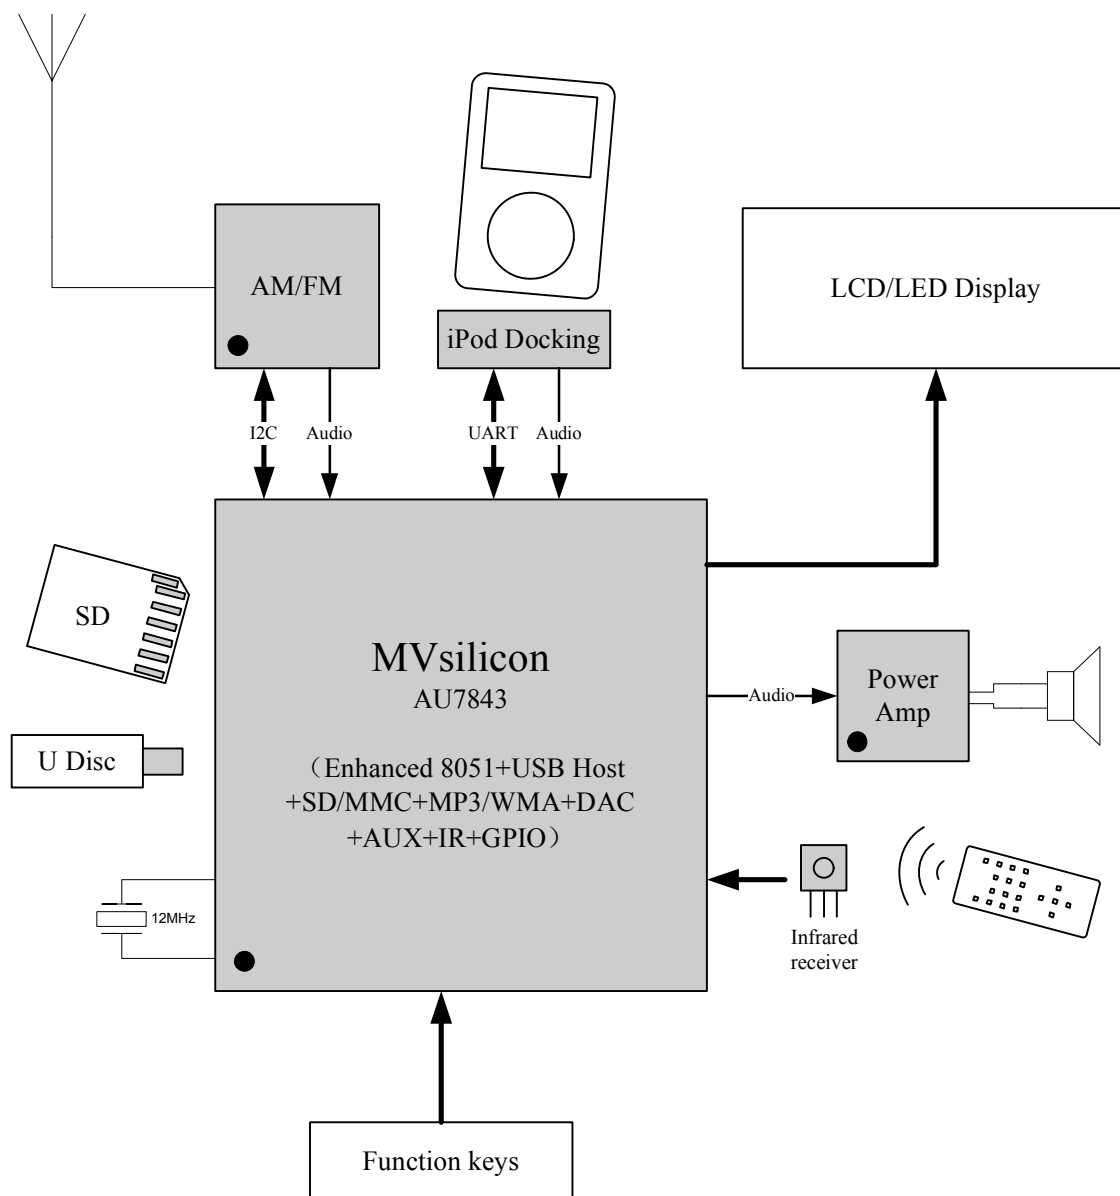 AM/FM
iPod Docking
LCD/LED Display
I2C
Audio
UART
Audio
SD
MVsilicon
AU7843
（Enhanced 8051+USB Host
+SD/MMC+MP3/WMA+DAC
+AUX+IR+GPIO）
Audio
Power
Amp
U Disc
12MHz
Infrared
receiver
Function keys